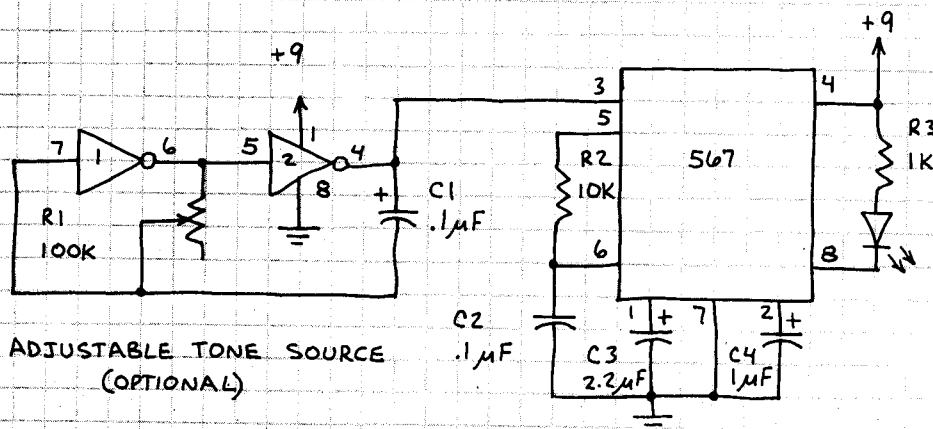 +9
7
1
6
5
2
1
4
8
R1
100K
+
C1
.1µF
ADJUSTABLE TONE SOURCE
(OPTIONAL)
+9
3
5
4
R2
10K
567
R3
1K
6
8
C2
.1µF
1
+
7
2
+
C3
2.2µF
C4
1µF